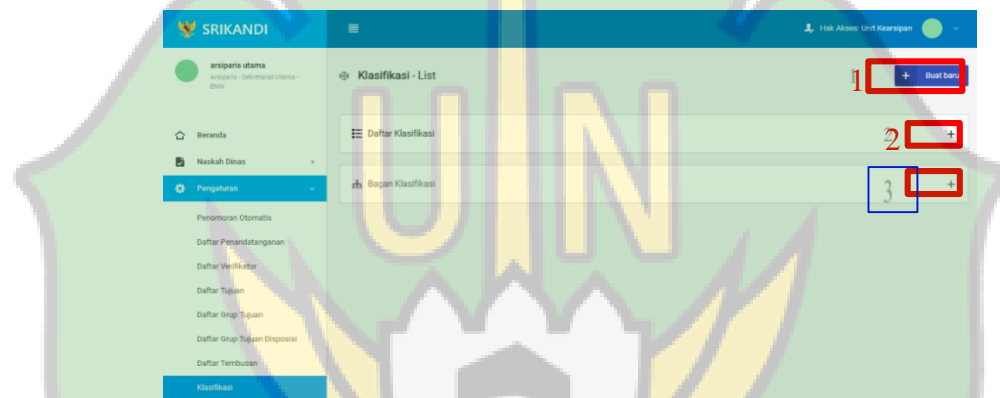 SRIKANDI
Hak Akses: Unit Kearsipan
arsiparis utama
Arsiparis - Sekretariat Utama -
BNN
Klasifikasi - List
1
Buat baru
Beranda
Daftar Klasifikasi
2
Naskah Dinas
Bagan Klasifikasi
3
Pengaturan
Penomoran Otomatis
Daftar Penandatanganan
Daftar Verifikator
Daftar Tujuan
Daftar Grup Tujuan
Daftar Grup Tujuan Disposisi
Daftar Tembusan
Klasifikasi
UIN